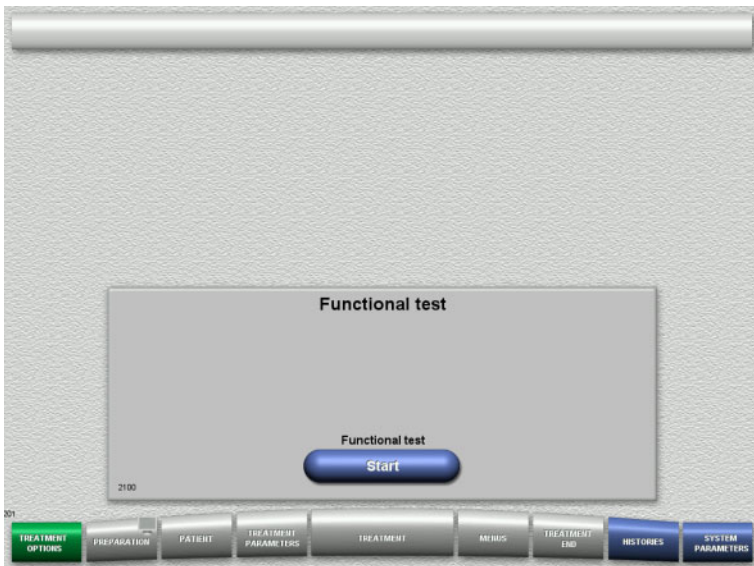 Functional test
Functional test
Start
2100
201
TREATMENT
OPTIONS
PREPARATION
PATIENT
TREATMENT
PARAMETERS
TREATMENT
MENUS
TREATMENT
END
HISTORIES
SYSTEM
PARAMETERS